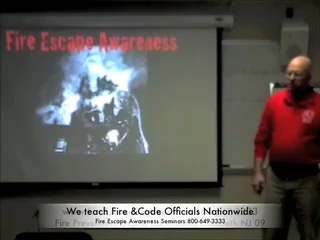 Fire Escape Awareness
We teach Fire &Code Officials Nationwide
Fire Escape Awareness Seminars 800-649-3333